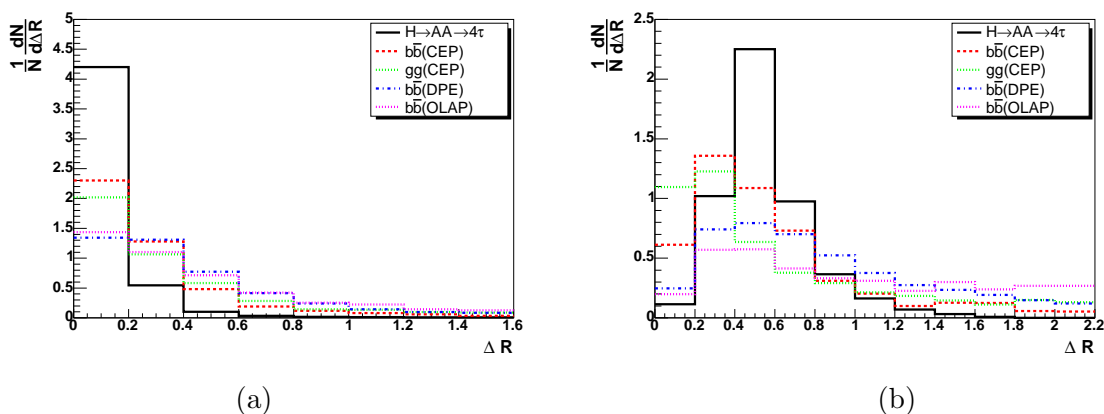 1/N dN/dΔR
5
4.5
4
3.5
3
2.5
2
1.5
1
0.5
0
0 0.2 0.4 0.6 0.8 1 1.2 1.4 1.6
Δ R
H→AA→4τ
bb̅(CEP)
gg(CEP)
bb̅(DPE)
bb̅(OLAP)
(a)
1/N dN/dΔR
2.5
2
1.5
1
0.5
0
0 0.2 0.4 0.6 0.8 1 1.2 1.4 1.6 1.8 2 2.2
Δ R
H→AA→4τ
bb̅(CEP)
gg(CEP)
bb̅(DPE)
bb̅(OLAP)
(b)